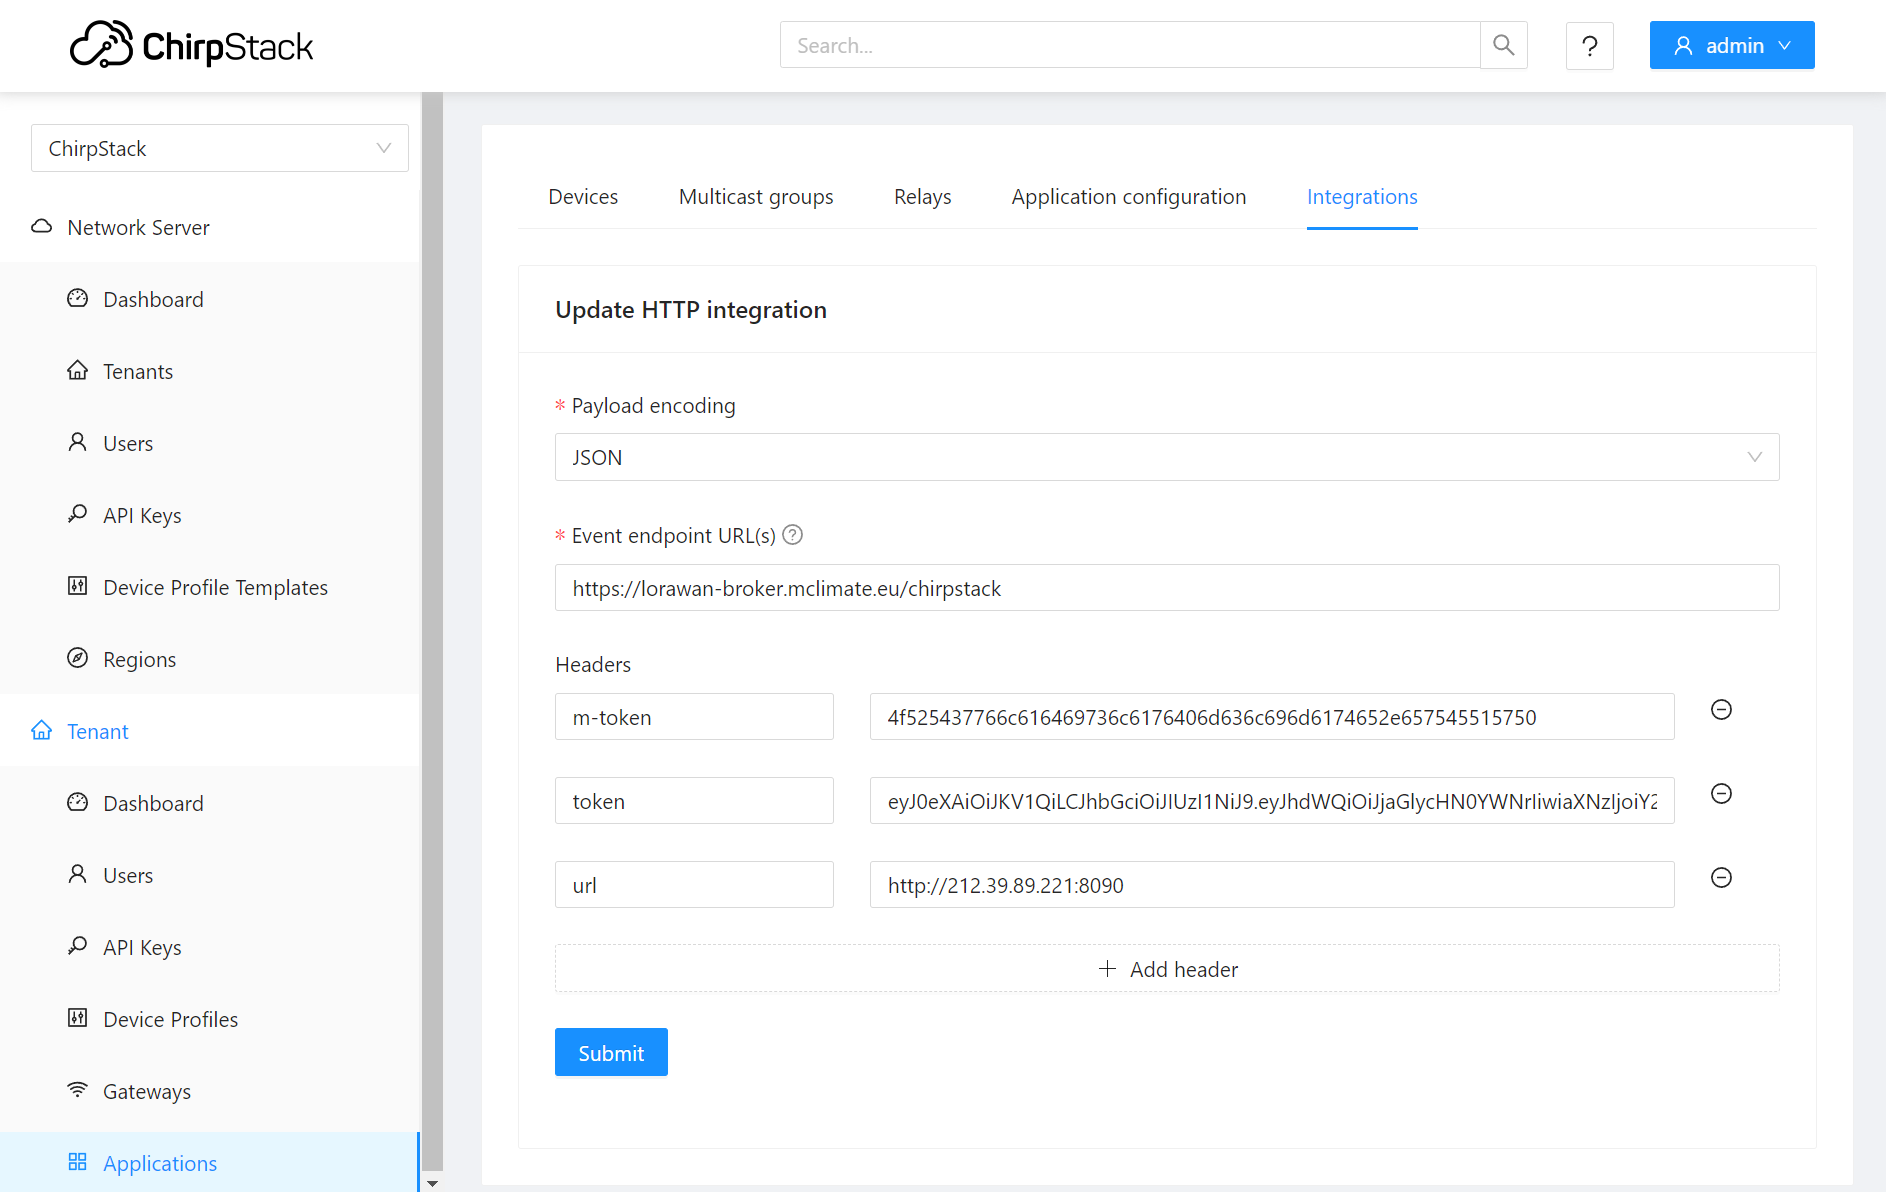 ChirpStack
Search...
?
admin
ChirpStack
Network Server
Dashboard
Tenants
Users
API Keys
Device Profile Templates
Regions
Tenant
Dashboard
Users
API Keys
Device Profiles
Gateways
Applications
Devices
Multicast groups
Relays
Application configuration
Integrations
Update HTTP integration
* Payload encoding
JSON
* Event endpoint URL(s)
https://lorawan-broker.mclimate.eu/chirpstack
Headers
m-token
4f525437766c616469736c6176406d636c696d6174652e657545515750
token
eyJ0eXAiOiJKV1QiLCJhbGciOiJIUzI1NiJ9.eyJhdWQiOiJjaGlycHN0YWNrIiwiaXNzIjoiY2
url
http://212.39.89.221:8090
+ Add header
Submit